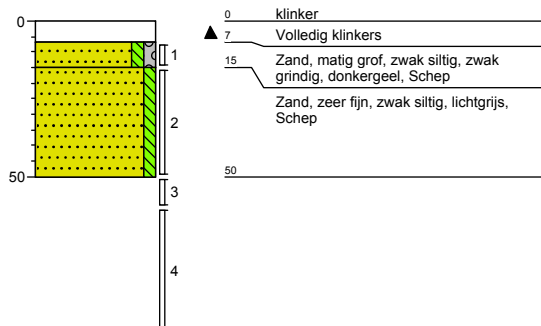 0
50
1
2
3
4
0 klinker
7 Volledig klinkers
15 Zand, matig grof, zwak siltig, zwak
grindig, donkergeel, Schep
Zand, zeer fijn, zwak siltig, lichtgrijs,
Schep
50